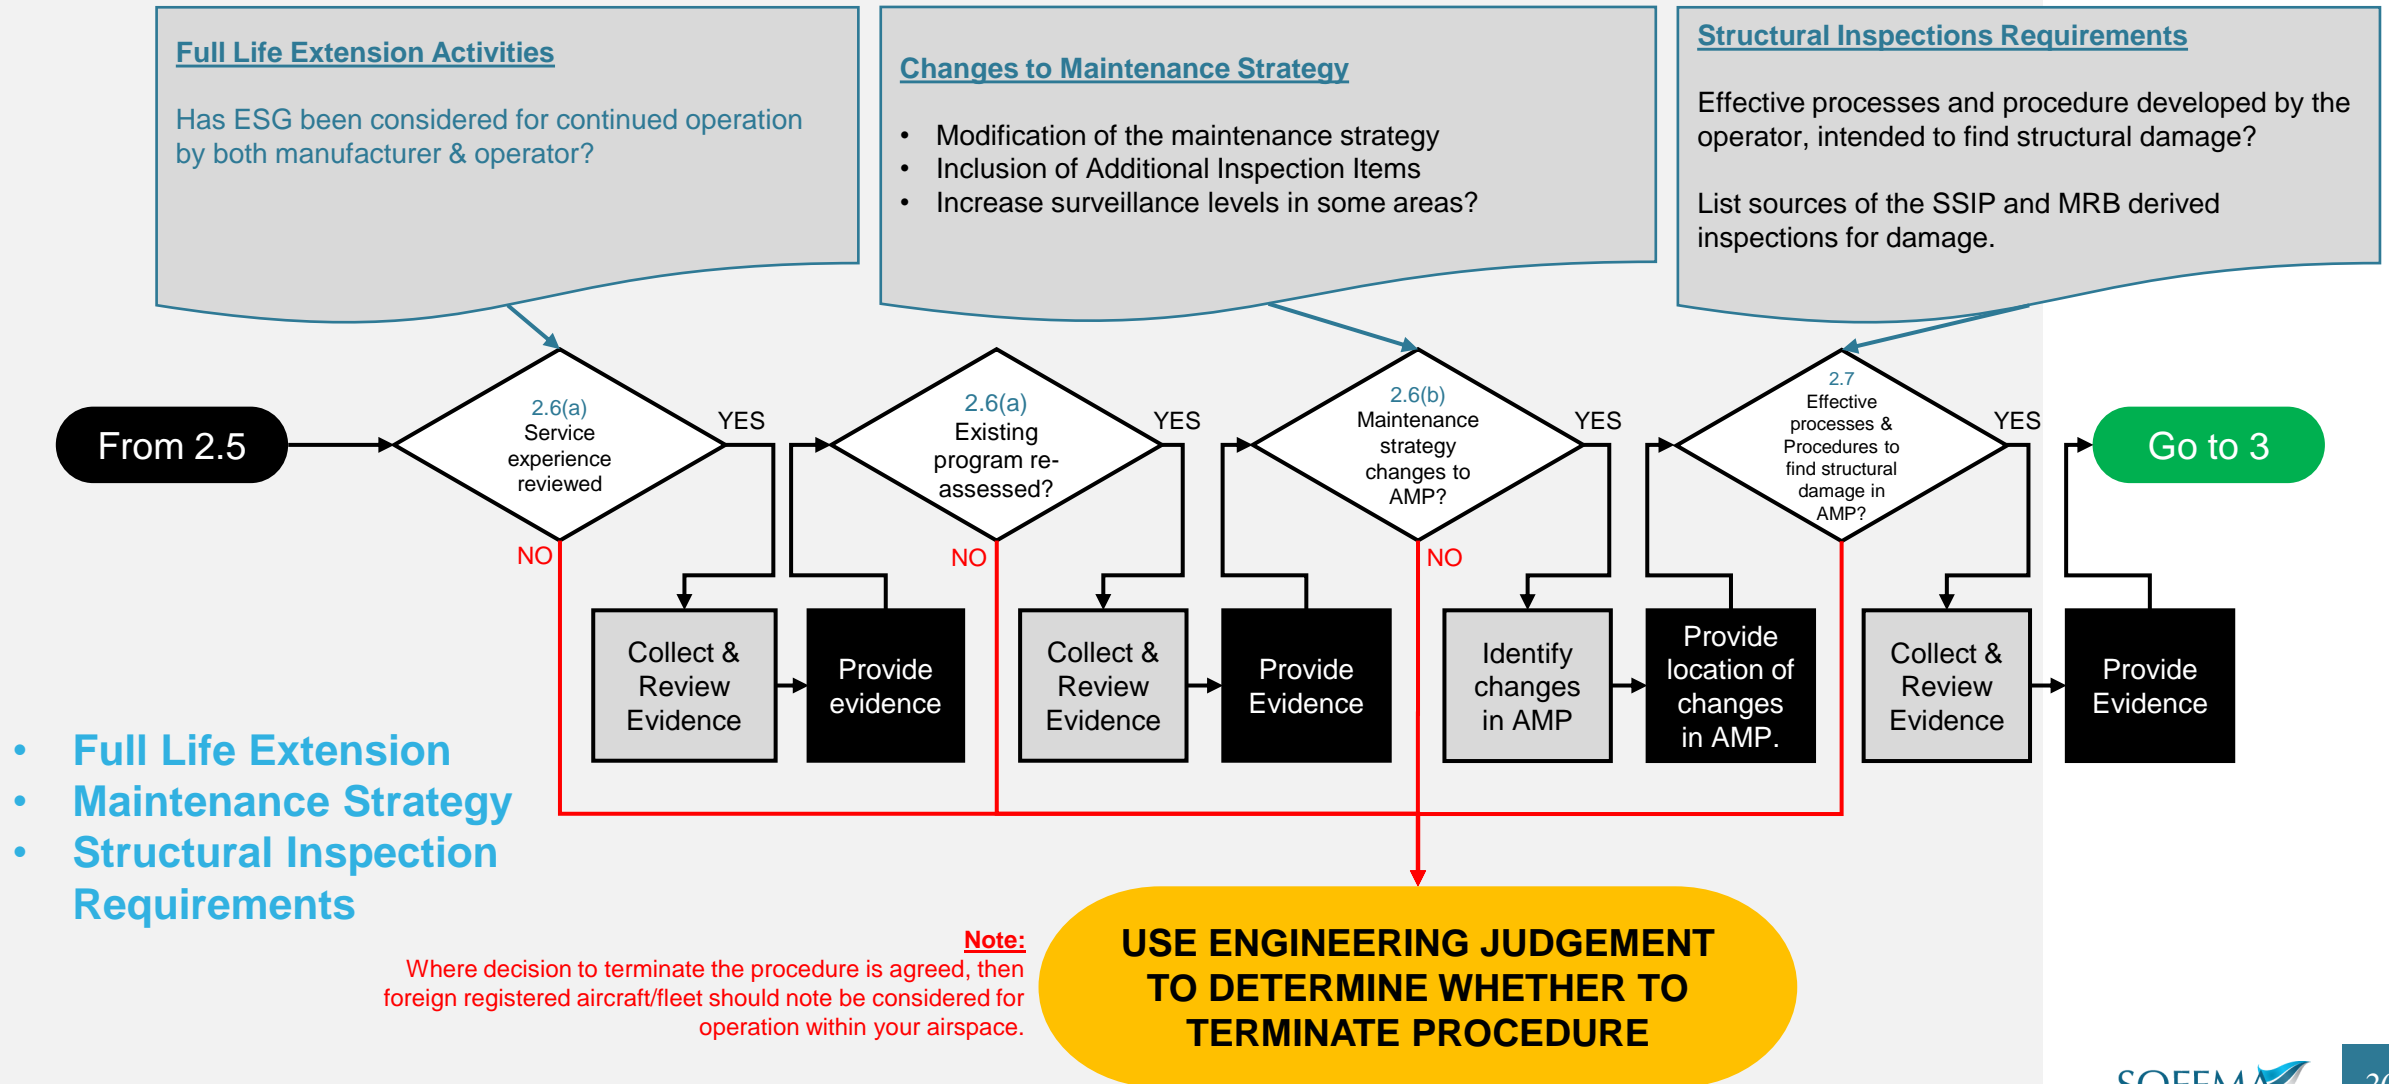 Full Life Extension Activities
Has ESG been considered for continued operation
by both manufacturer & operator?
Changes to Maintenance Strategy
• Modification of the maintenance strategy
• Inclusion of Additional Inspection Items
• Increase surveillance levels in some areas?
Structural Inspections Requirements
Effective processes and procedure developed by the
operator, intended to find structural damage?
List sources of the SSIP and MRB derived
inspections for damage.
From 2.5
2.6(a)
Service
experience
reviewed
YES
NO
2.6(a)
Existing
program re-
assessed?
YES
NO
2.6(b)
Maintenance
strategy
changes to
AMP?
YES
NO
2.7
Effective
processes &
Procedures to
find structural
damage in
AMP?
YES
Go to 3
Collect &
Review
Evidence
Provide
evidence
Collect &
Review
Evidence
Provide
Evidence
Identify
changes
in AMP
Provide
location of
changes
in AMP.
Collect &
Review
Evidence
Provide
Evidence
• Full Life Extension
• Maintenance Strategy
• Structural Inspection
Requirements
Note:
Where decision to terminate the procedure is agreed, then
foreign registered aircraft/fleet should note be considered for
operation within your airspace.
USE ENGINEERING JUDGEMENT
TO DETERMINE WHETHER TO
TERMINATE PROCEDURE